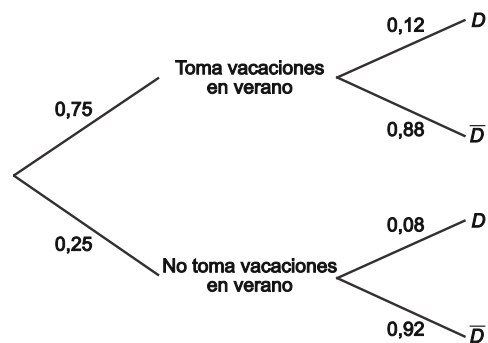 0,12
D
Toma vacaciones
en verano
0,75
0,88
D̅
0,25
0,08
D
No toma vacaciones
en verano
0,92
D̅